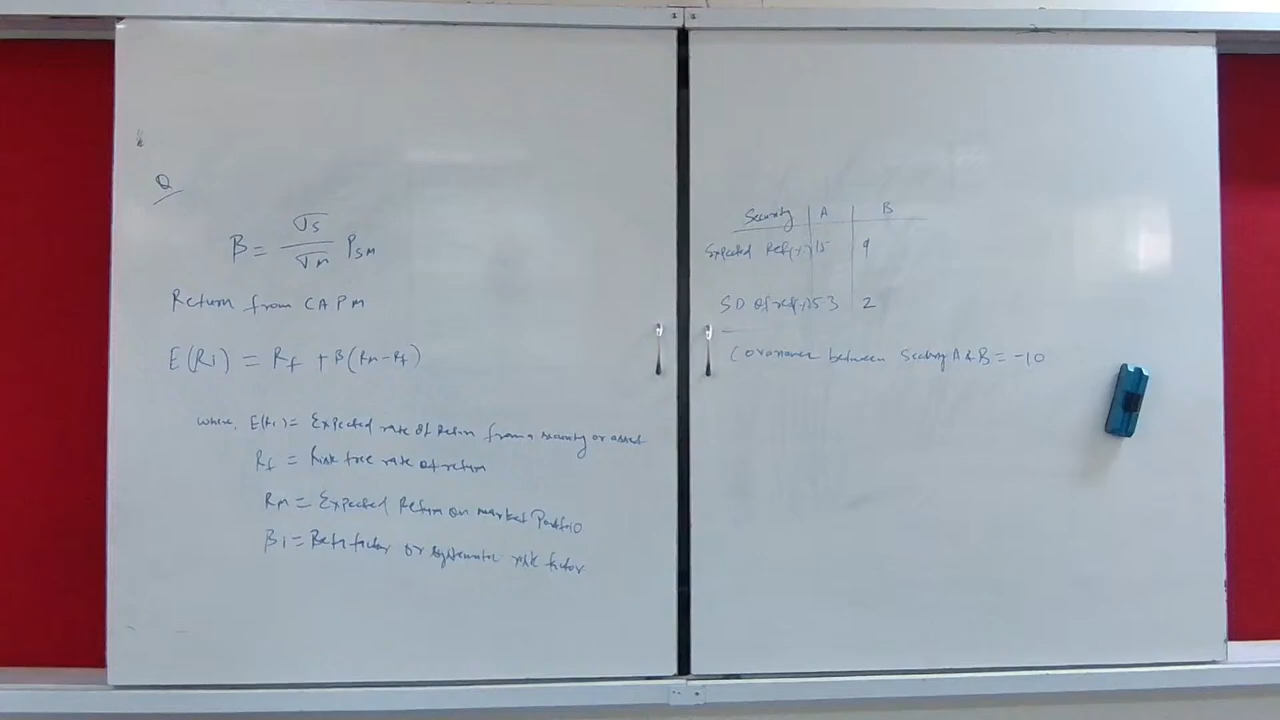 Q
B = σs / σm PSM
Return from CAPM
E(Ri) = Rf + β(Rm - Rf)
where, E(Ri) = Expected rate of Return from a security or asset
Rf = Risk free rate of return
Rm = Expected Return on market Portfolio
βi = Beta factor or systematic risk factor
Security A B
Expected Ret(%) 15 9
SD of ret 53 2
Covariance between Security A & B = -10